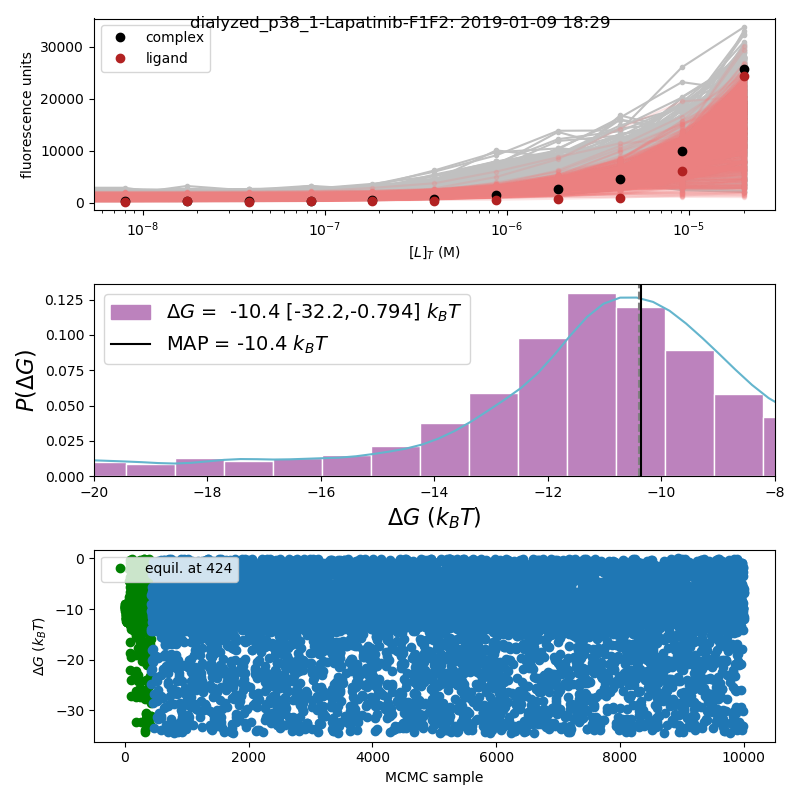 dialyzed_p38_1-Lapatinib-F1F2: 2019-01-09 18:29
complex
ligand
fluorescence units
30000
20000
10000
0
10⁻⁸ 10⁻⁷ 10⁻⁶ 10⁻⁵
[L]_T (M)
ΔG = -10.4 [-32.2,-0.794] k_BT
MAP = -10.4 k_BT
P(ΔG)
0.125
0.100
0.075
0.050
0.025
0.000
−20 −18 −16 −14 −12 −10 −8
ΔG (k_BT)
equil. at 424
ΔG (k_BT)
0
−10
−20
−30
0 2000 4000 6000 8000 10000
MCMC sample